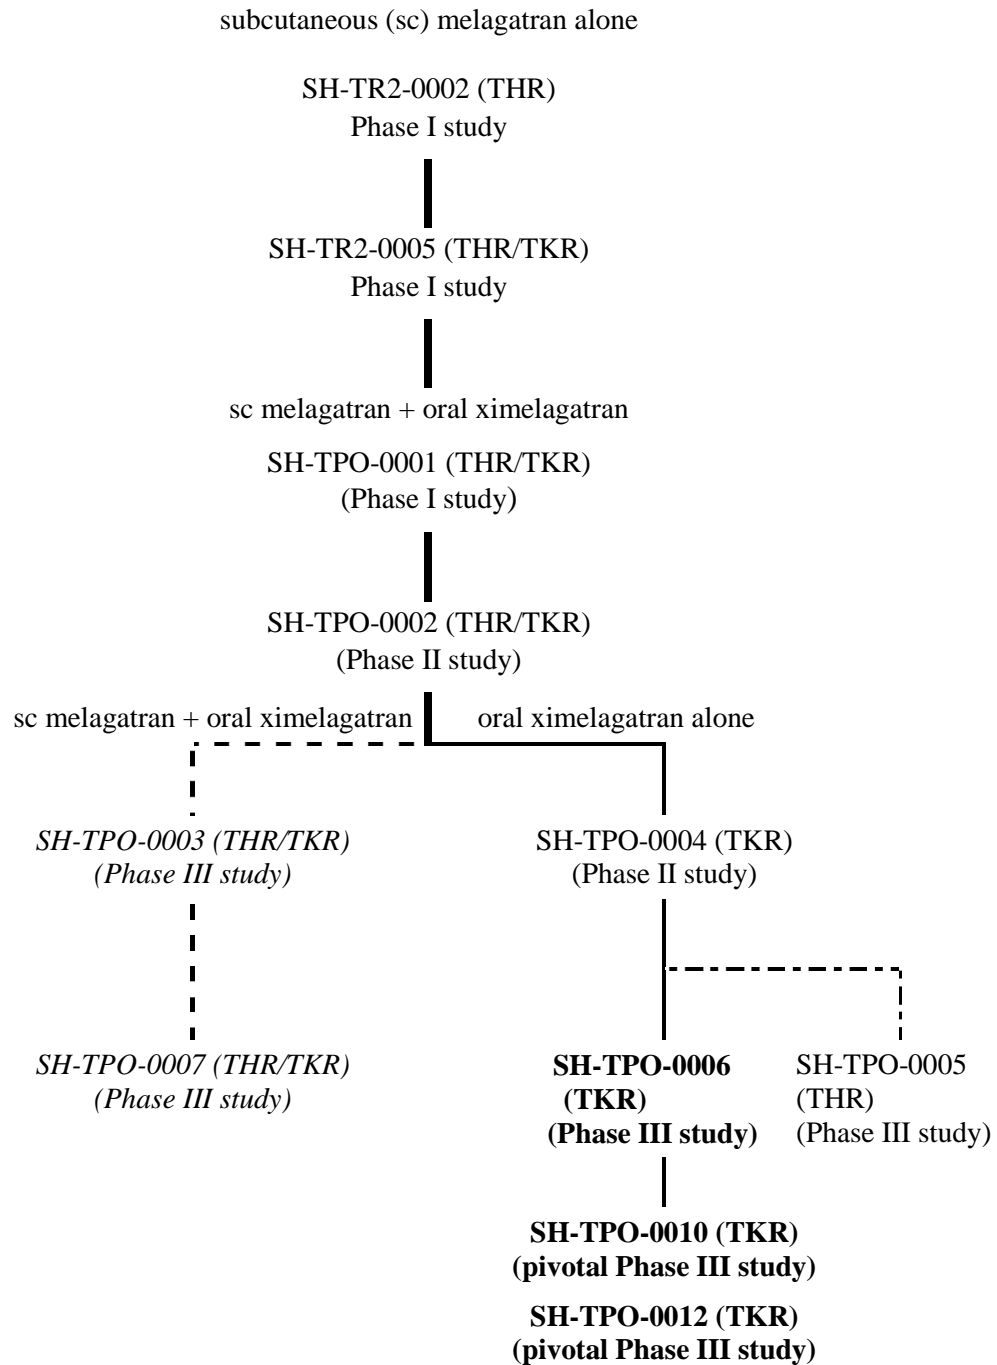 subcutaneous (sc) melagatran alone
SH-TR2-0002 (THR)
Phase I study
SH-TR2-0005 (THR/TKR)
Phase I study
sc melagatran + oral ximelagatran
SH-TPO-0001 (THR/TKR)
(Phase I study)
SH-TPO-0002 (THR/TKR)
(Phase II study)
sc melagatran + oral ximelagatran
oral ximelagatran alone
SH-TPO-0003 (THR/TKR)
(Phase III study)
SH-TPO-0004 (TKR)
(Phase II study)
SH-TPO-0007 (THR/TKR)
(Phase III study)
SH-TPO-0006
(TKR)
(Phase III study)
SH-TPO-0005
(THR)
(Phase III study)
SH-TPO-0010 (TKR)
(pivotal Phase III study)
SH-TPO-0012 (TKR)
(pivotal Phase III study)